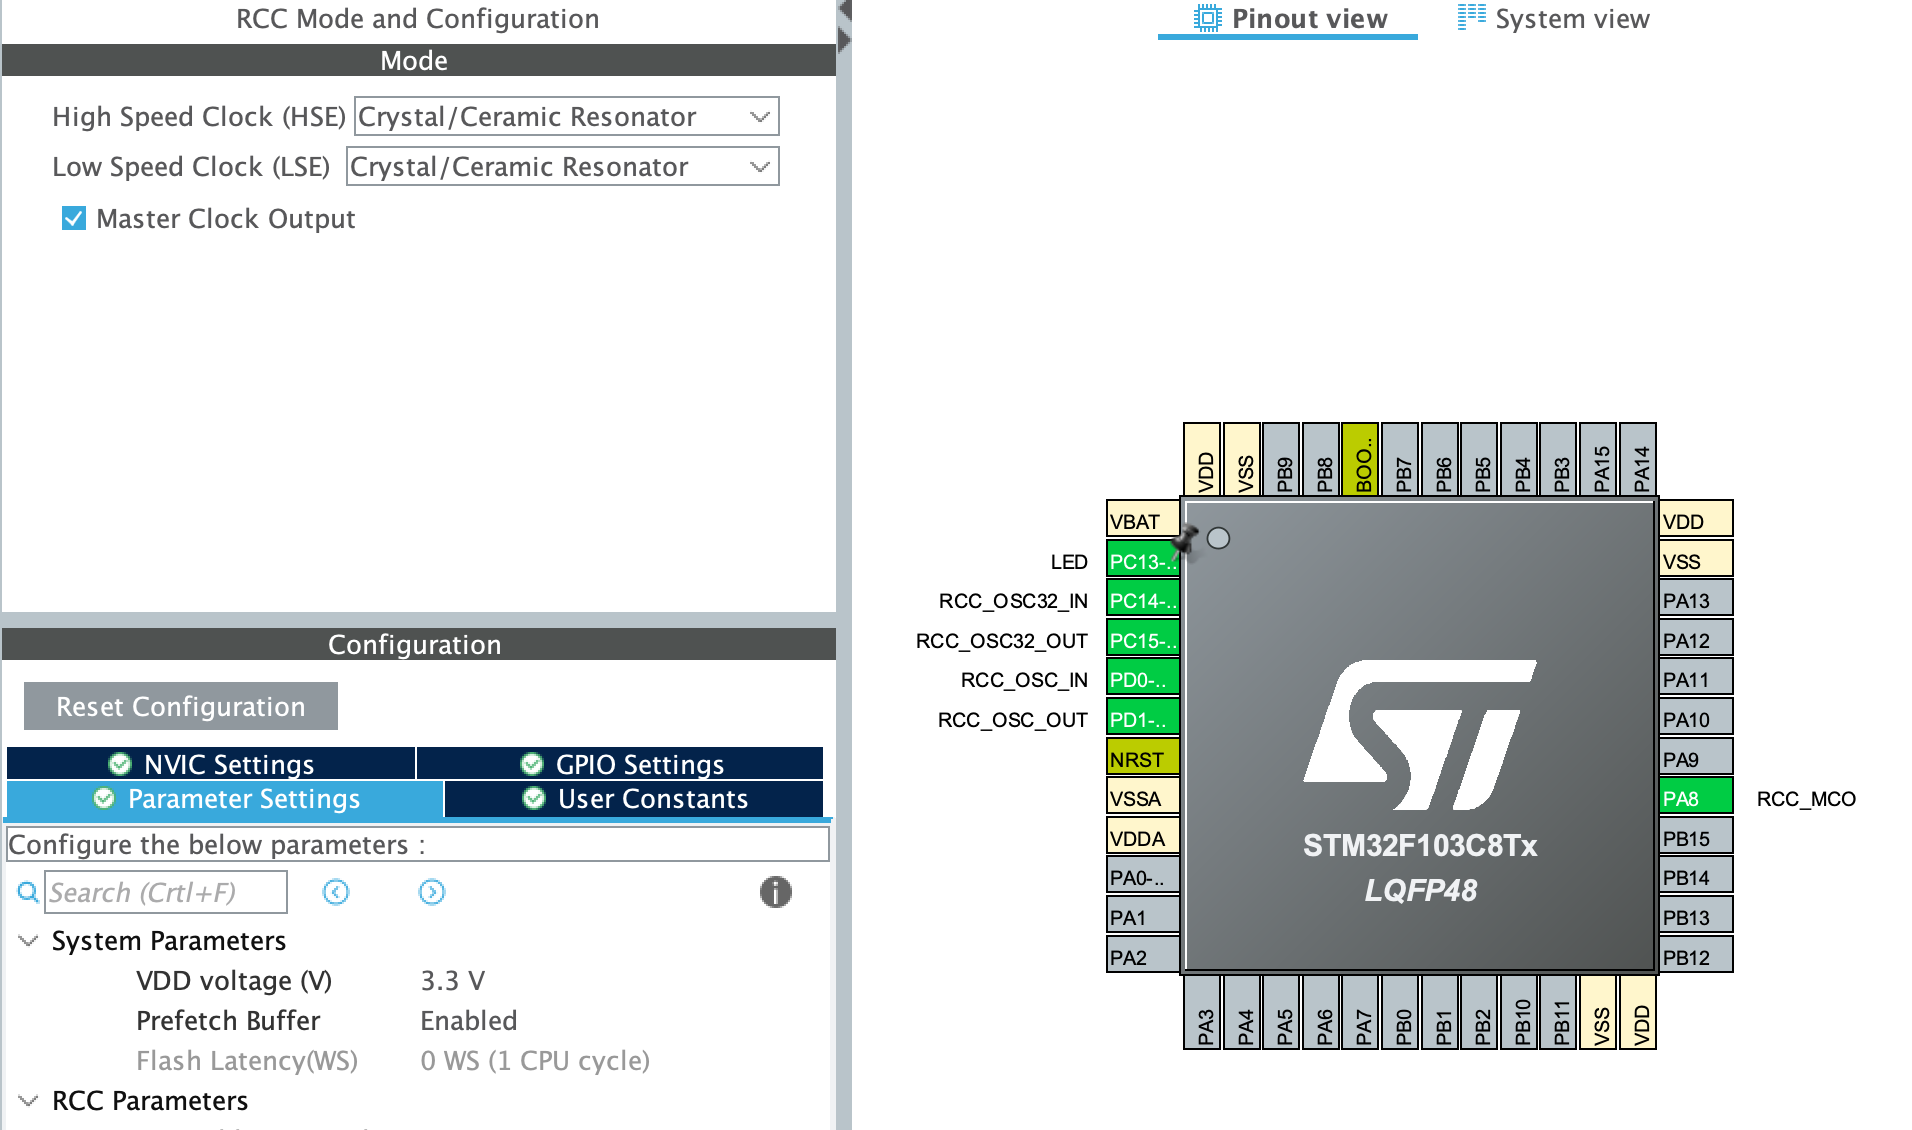 RCC Mode and Configuration
Mode
High Speed Clock (HSE) Crystal/Ceramic Resonator
Low Speed Clock (LSE) Crystal/Ceramic Resonator
Master Clock Output
Configuration
Reset Configuration
NVIC Settings
GPIO Settings
Parameter Settings
User Constants
Configure the below parameters :
Search (Crtl+F)
System Parameters
VDD voltage (V) 3.3 V
Prefetch Buffer Enabled
Flash Latency(WS) 0 WS (1 CPU cycle)
RCC Parameters
Pinout view
System view
VDD
VSS
PB9
PB8
BOO..
PB7
PB6
PB5
PB4
PB3
PA15
PA14
VBAT
LED PC13-..
RCC_OSC32_IN PC14-..
RCC_OSC32_OUT PC15-..
RCC_OSC_IN PD0-..
RCC_OSC_OUT PD1-..
NRST
VSSA
VDDA
PA0-..
PA1
PA2
ST
STM32F103C8Tx
LQFP48
VDD
VSS
PA13
PA12
PA11
PA10
PA9
PA8 RCC_MCO
PB15
PB14
PB13
PB12
PA3
PA4
PA5
PA6
PA7
PB0
PB1
PB2
PB10
PB11
VSS
VDD